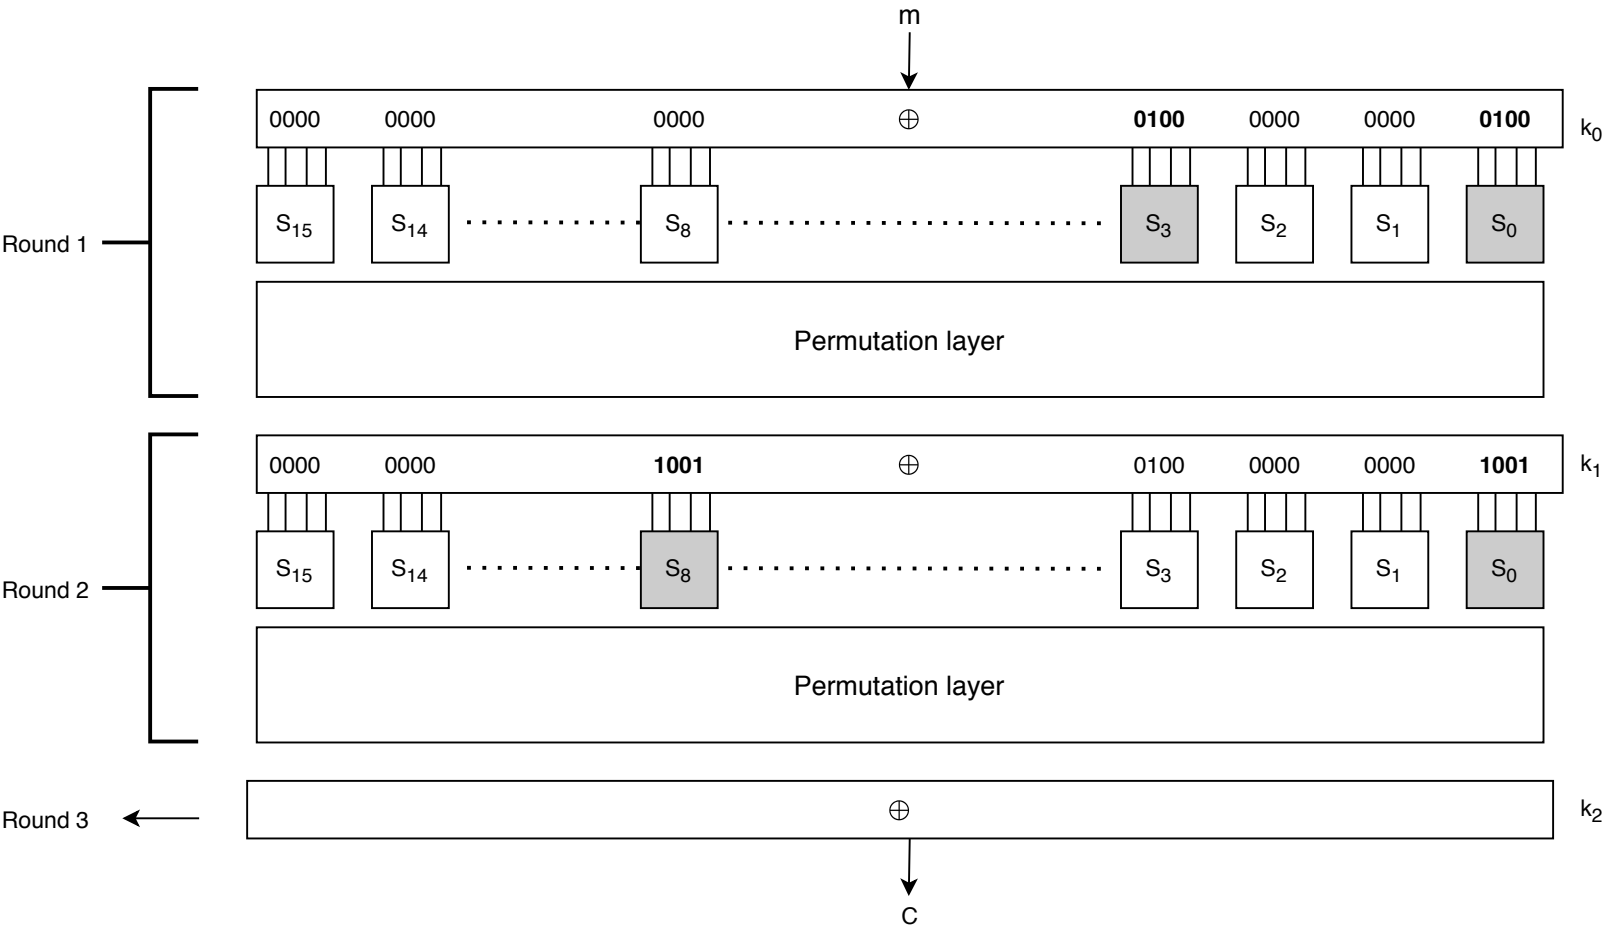 m
0000 0000 0000 ⊕ 0100 0000 0000 0100 k0
S15 S14 S8 S3 S2 S1 S0
Round 1
Permutation layer
0000 0000 1001 ⊕ 0100 0000 0000 1001 k1
S15 S14 S8 S3 S2 S1 S0
Round 2
Permutation layer
Round 3 ⊕ k2
C